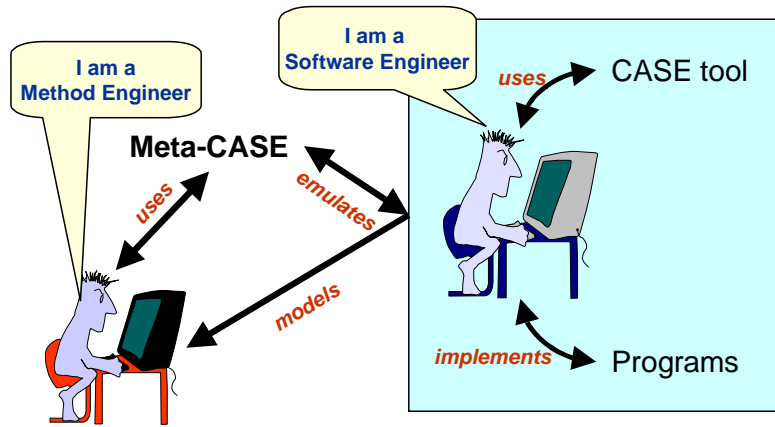 I am a
Method Engineer
I am a
Software Engineer
uses
CASE tool
Meta-CASE
uses
emulates
models
implements
Programs